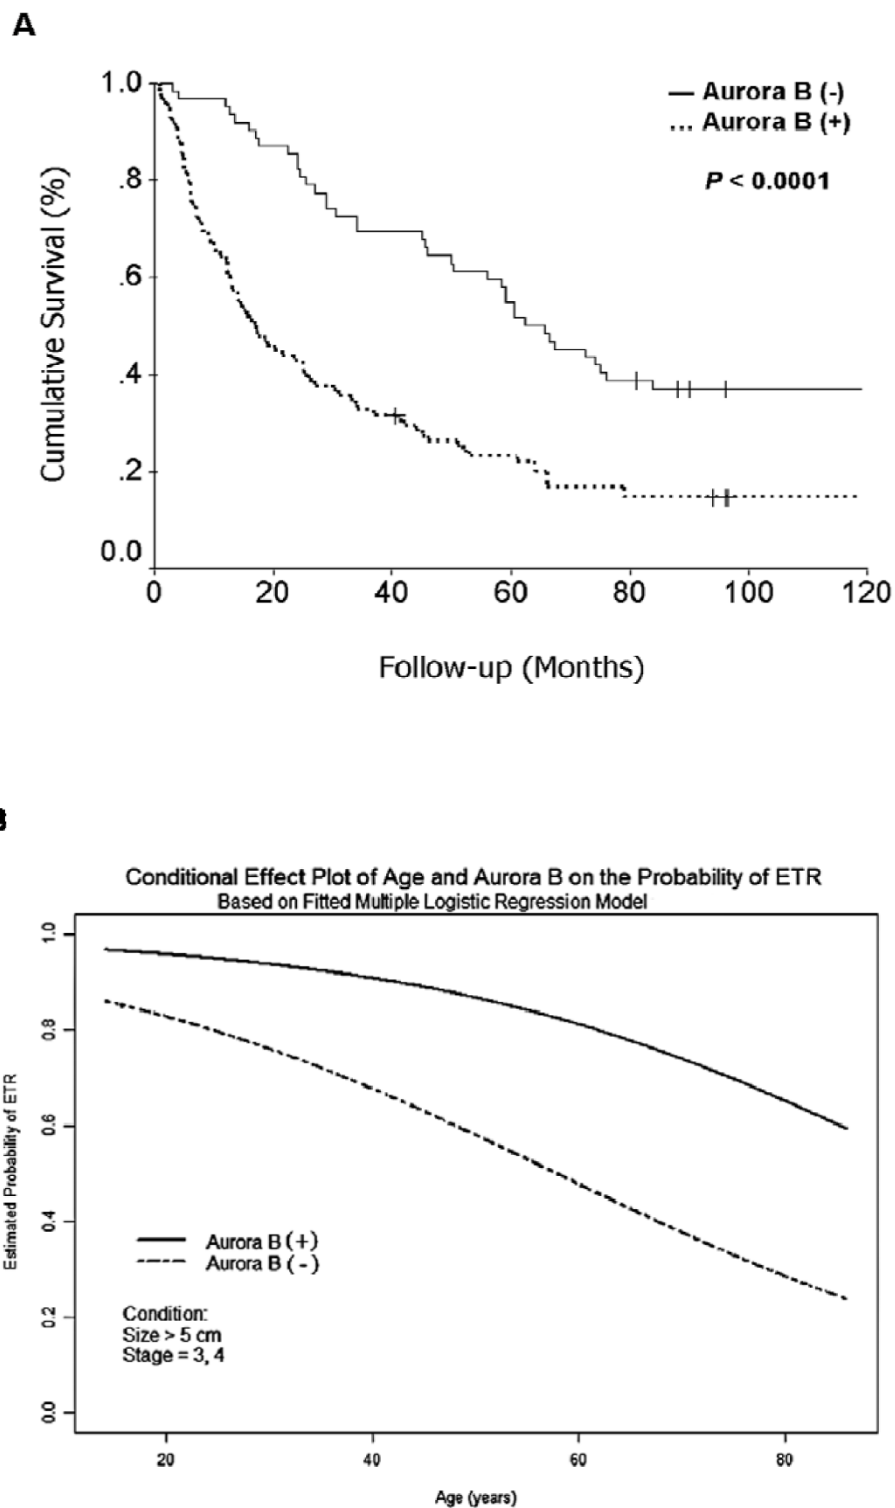 A
Cumulative Survival (%)
1.0
.8
.6
.4
.2
0.0
Aurora B (-)
Aurora B (+)
P < 0.0001
0 20 40 60 80 100 120
Follow-up (Months)
Conditional Effect Plot of Age and Aurora B on the Probability of ETR
Based on Fitted Multiple Logistic Regression Model
Estimated Probability of ETR
1.0
0.8
0.6
0.4
0.2
0.0
Aurora B (+)
Aurora B (-)
Condition:
Size > 5 cm
Stage = 3, 4
20 40 60 80
Age (years)